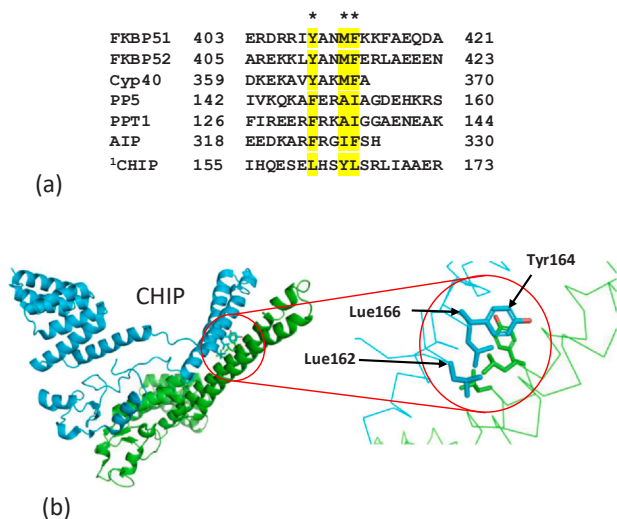 * **
FKBP51 403 ERDRRIYANMFKKFAEQDA 421
FKBP52 405 AREKKLYANMFERLAEEEN 423
Cyp40 359 DKEKAVYAKMFA 370
PP5 142 IVKQKAFERAIAGDEHKRS 160
PPT1 126 FIREERFRKAIGGAENEAK 144
AIP 318 EEDKARFRGIFSH 330
¹CHIP 155 IHQESELHSYLSRLIAAER 173
(a)
CHIP
Tyr164
Lue166
Lue162
(b)